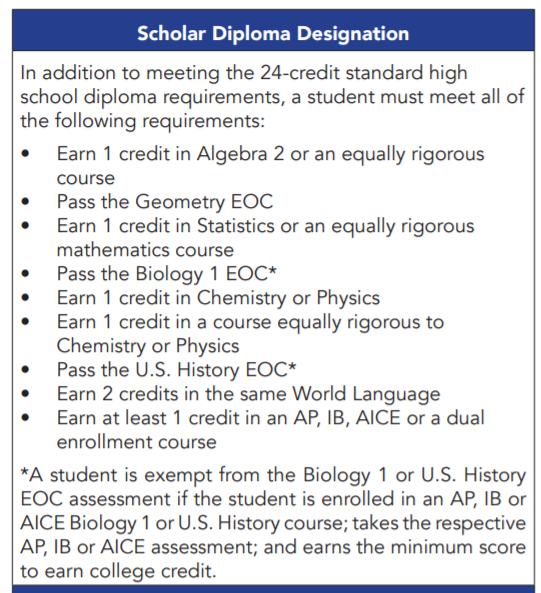 Scholar Diploma Designation
In addition to meeting the 24-credit standard high
school diploma requirements, a student must meet all of
the following requirements:
• Earn 1 credit in Algebra 2 or an equally rigorous
course
• Pass the Geometry EOC
• Earn 1 credit in Statistics or an equally rigorous
mathematics course
• Pass the Biology 1 EOC*
• Earn 1 credit in Chemistry or Physics
• Earn 1 credit in a course equally rigorous to
Chemistry or Physics
• Pass the U.S. History EOC*
• Earn 2 credits in the same World Language
• Earn at least 1 credit in an AP, IB, AICE or a dual
enrollment course
*A student is exempt from the Biology 1 or U.S. History
EOC assessment if the student is enrolled in an AP, IB or
AICE Biology 1 or U.S. History course; takes the respective
AP, IB or AICE assessment; and earns the minimum score
to earn college credit.